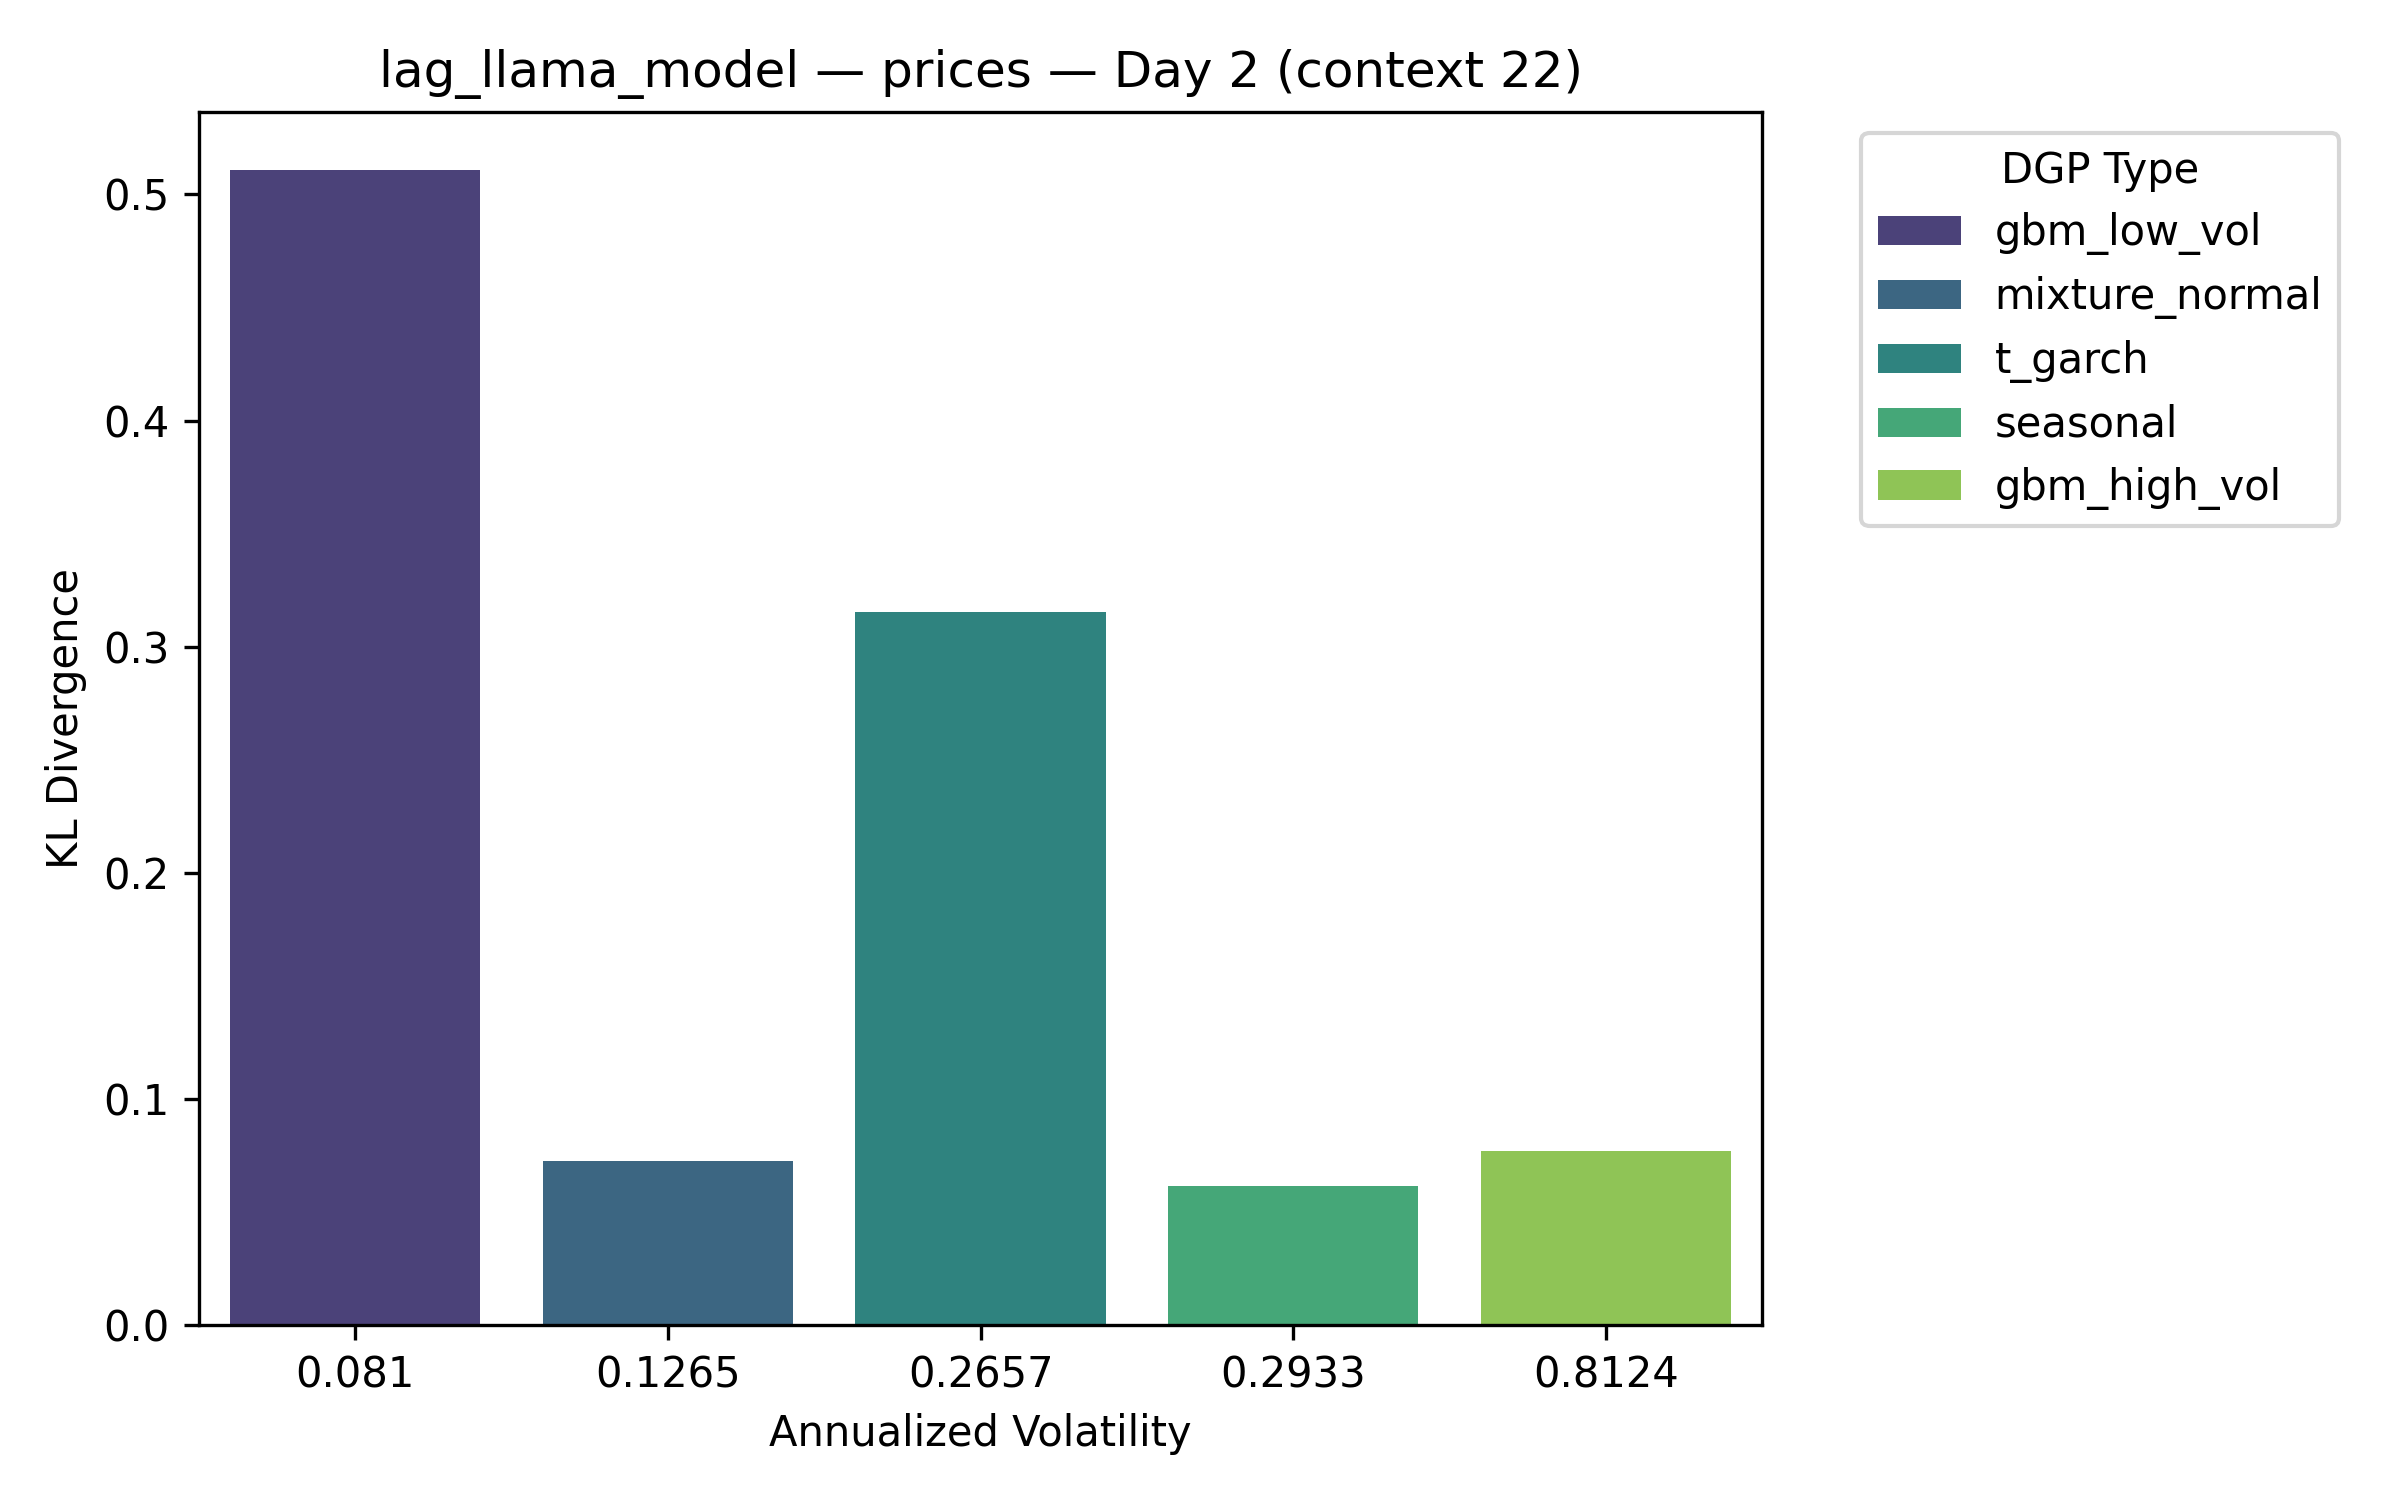 lag_llama_model — prices — Day 2 (context 22)
KL Divergence
0.5
0.4
0.3
0.2
0.1
0.0
0.081 0.1265 0.2657 0.2933 0.8124
Annualized Volatility
DGP Type
gbm_low_vol
mixture_normal
t_garch
seasonal
gbm_high_vol